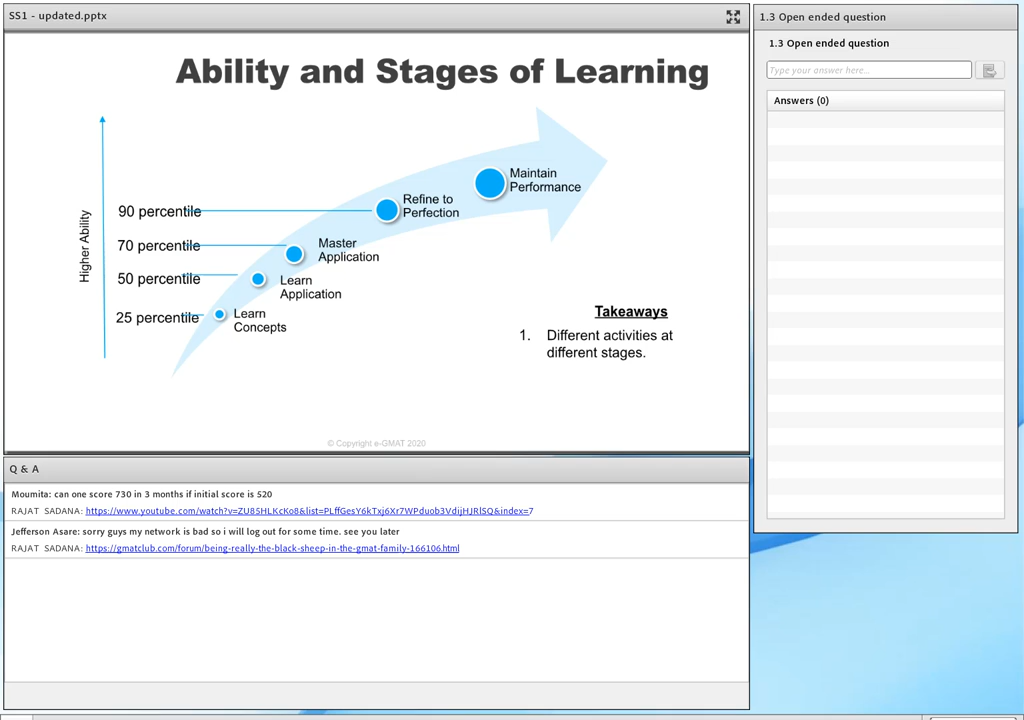 SS1 - updated.pptx
Ability and Stages of Learning
Higher Ability
90 percentile
70 percentile
50 percentile
25 percentile
Maintain
Performance
Refine to
Perfection
Master
Application
Learn
Application
Learn
Concepts
Takeaways
1. Different activities at
different stages.
© Copyright e-GMAT 2020
Q & A
Moumita: can one score 730 in 3 months if initial score is 520
RAJAT SADANA: https://www.youtube.com/watch?v=ZU85HLKcKo8&list=PLffGesY6kTxj6Xr7WPduob3VdijHJRlSQ&index=7
Jefferson Asare: sorry guys my network is bad so i will log out for some time. see you later
RAJAT SADANA: https://gmatclub.com/forum/being-really-the-black-sheep-in-the-gmat-family-166106.html
1.3 Open ended question
1.3 Open ended question
Type your answer here...
Answers (0)